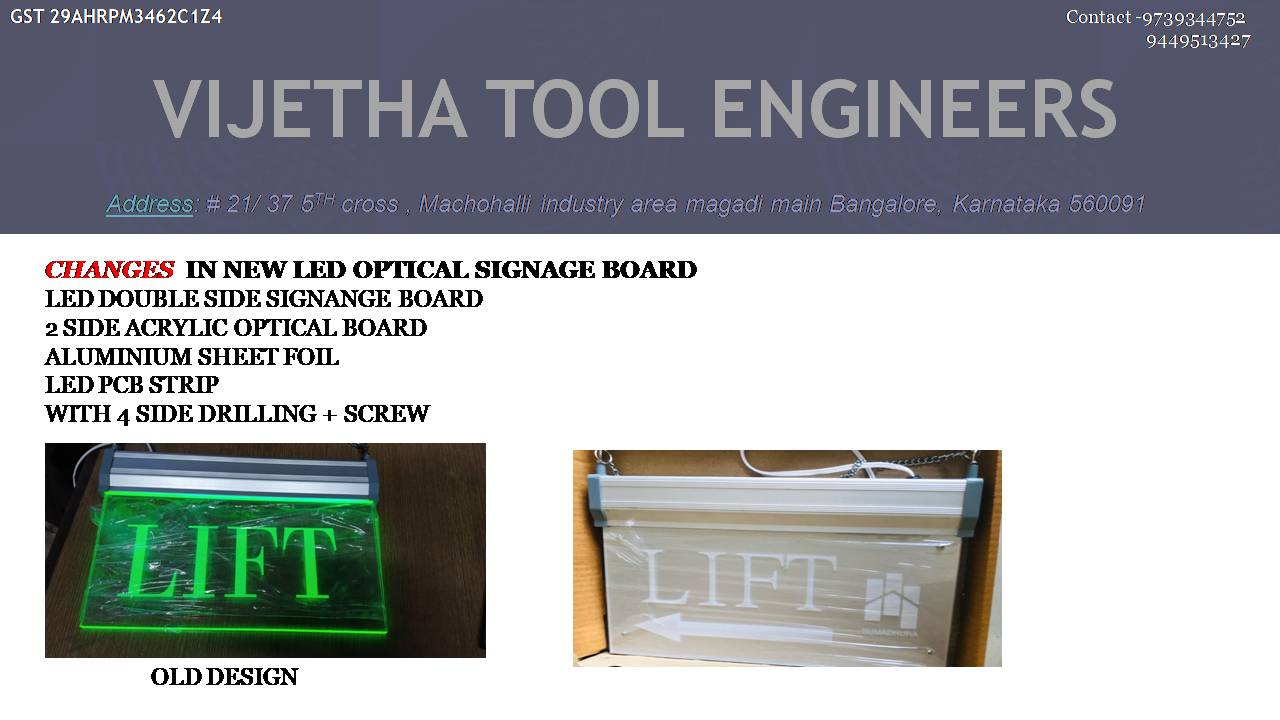 GST 29AHRPM3462C1Z4
Contact -9739344752
9449513427
VIJETHA TOOL ENGINEERS
Address: # 21/ 37 5TH cross , Machohalli industry area magadi main Bangalore, Karnataka 560091
CHANGES IN NEW LED OPTICAL SIGNAGE BOARD
LED DOUBLE SIDE SIGNANGE BOARD
2 SIDE ACRYLIC OPTICAL BOARD
ALUMINIUM SHEET FOIL
LED PCB STRIP
WITH 4 SIDE DRILLING + SCREW
LIFT
LIFT
SUMADHURA
OLD DESIGN